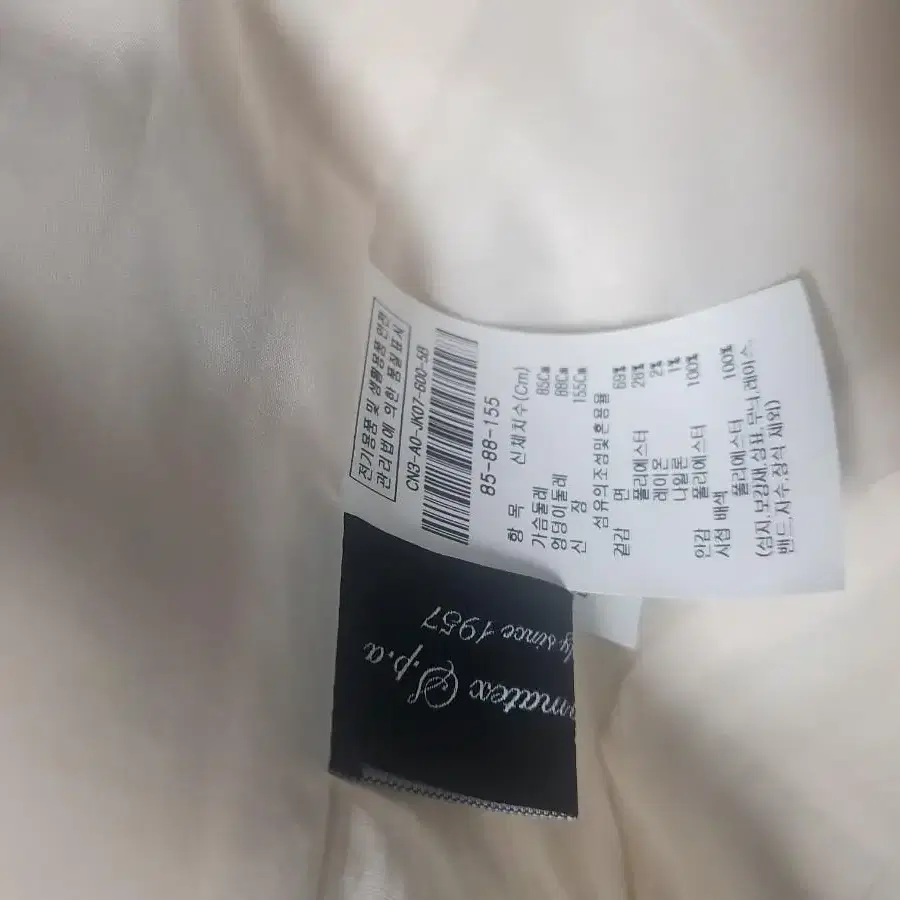 전기용품 및 생활용품 안전
관리법에 의한 품질표시
CN3-A0-JK07-600-58
85-88-155
항 목 신체치수(Cm)
가슴둘레 85Cm
엉덩이둘레 88Cm
신 장 155Cm
섬유의조성및혼용율
겉감 면 69%
폴리에스터 28%
레이온 2%
나일론 1%
안감 폴리에스터 100%
시접 배색
폴리에스터 100%
(심지,보강재,상표,무늬,레이스,
밴드,자수,장식 제외)
matex S.p.a
ly since 1957